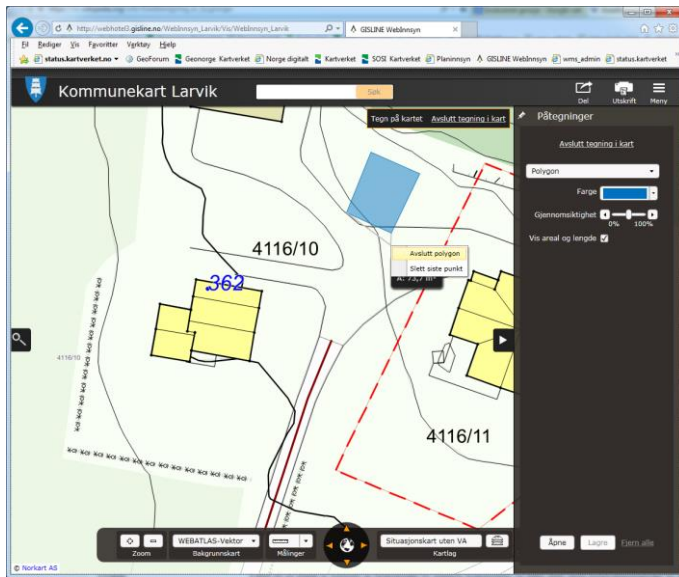 http://webhotel3.gisline.no/WebInnsyn_Larvik/Vis/WebInnsyn_Larvik
GISLINE WebInnsyn
Fil Rediger Vis Favoritter Verktøy Hjelp
status.kartverket.no GeoForum Geonorge Kartverket Norge digitalt Kartverket SOSI Kartverket Planinnsyn GISLINE WebInnsyn wms_admin status.kartverket
Kommunekart Larvik
Søk
Del
Utskrift
Meny
Tegn på kartet Avslutt tegning i kart
Påtegninger
Avslutt tegning i kart
Polygon
Farge
Gjennomsiktighet
0% 100%
Vis areal og lengde
4116/10
Avslutt polygon
Slett siste punkt
A: 73,7 m²
362
4116/10
4116/11
WEBATLAS-Vektor
Situasjonskart uten VA
Zoom
Bakgrunnskart
Målinger
Kartlag
Åpne
Lagre
Fjern alle
© Norkart AS